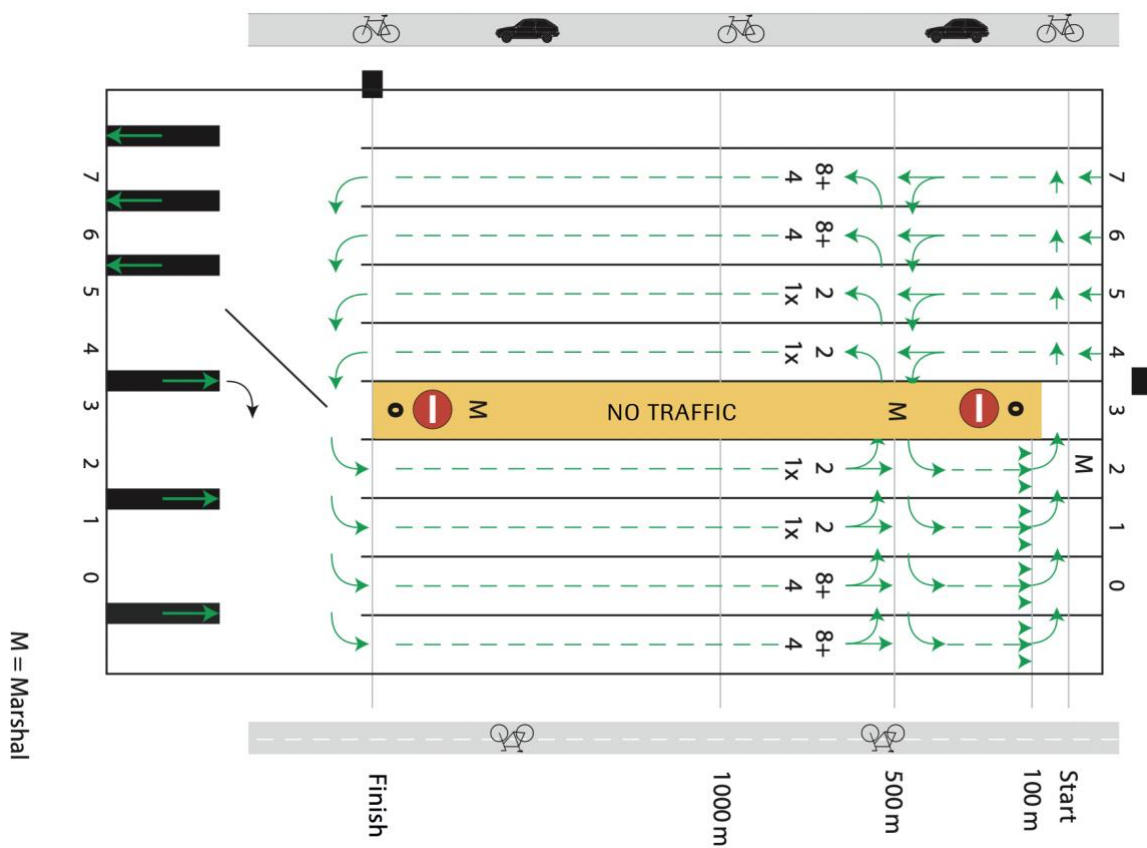 7 6 5 4 3 2 1 0
M
Start
100 m
o
M
500 m
8+ 8+ 2 2 2 2 8+ 8+
4 4 1x 1x 1x 1x 4 4
1000 m
NO TRAFFIC
M
o
Finish
7 6 5 4 3 2 1 0
M = Marshal